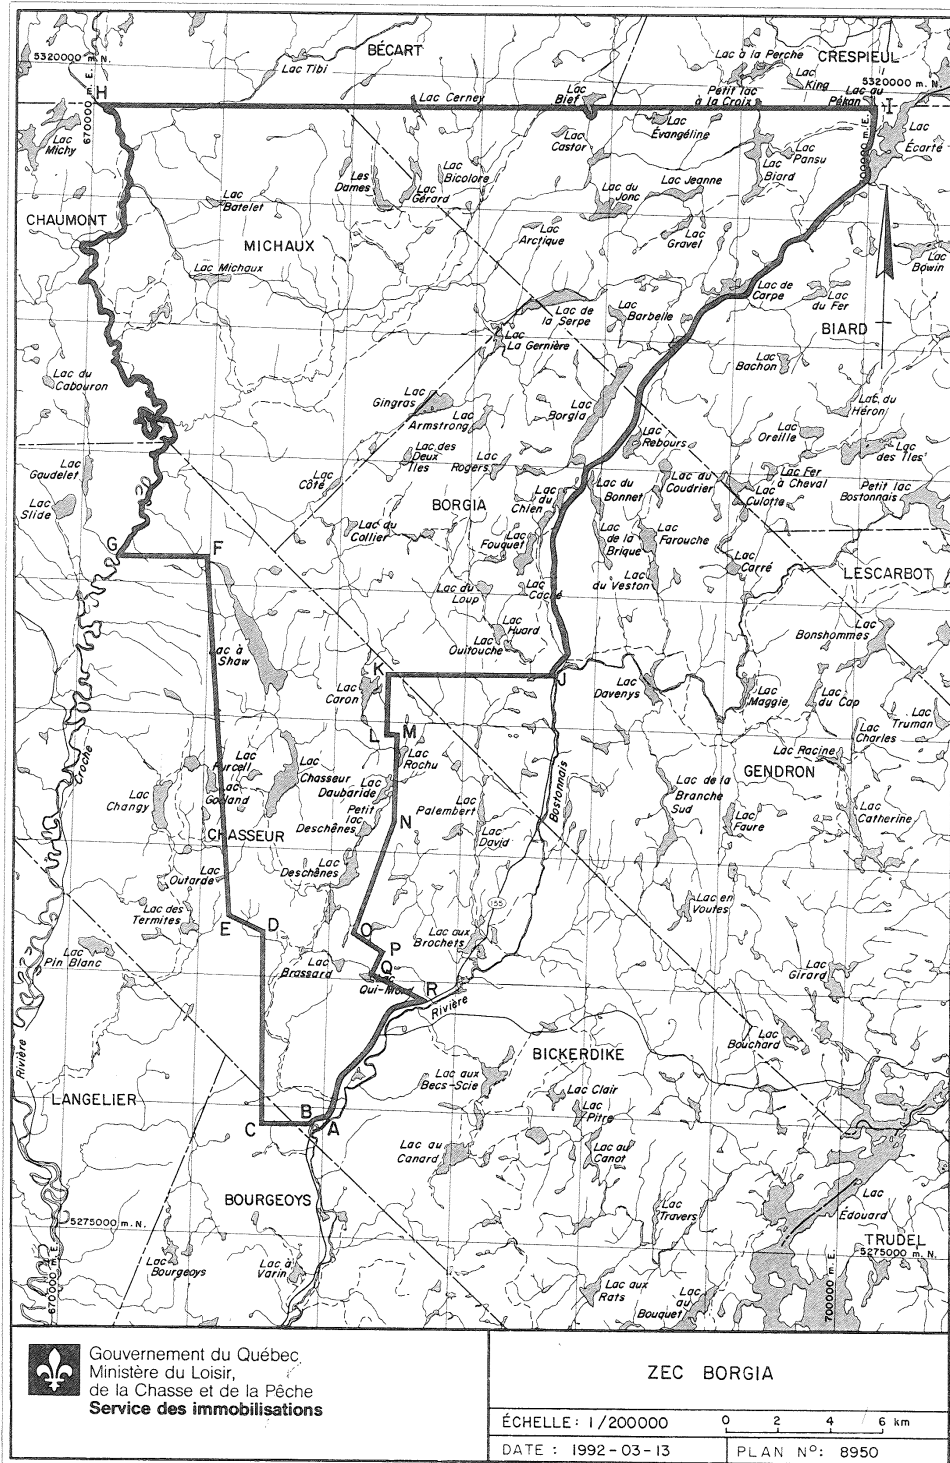 BÉCART
Lac à la Perche
CRESPIEUL
5320000 m. N.
Lac Tibi
Lac
King
5320000 m. N.
H
670000 m. E.
Lac Cerney
Lac
Bief
Petit lac
à la Croix
Lac au
Pékan
I
Lac
Michy
Lac
Castor
Lac
Évangéline
Lac
Écarté
Lac
Bicolore
Les
Dames
Lac
Gérard
Lac
Biard
Lac
Pansu
Lac Jeanne
Lac du
Jonc
Lac
Batelet
CHAUMONT
MICHAUX
Lac
Arctique
Lac
Gravel
Lac
Bowin
Lac Michaux
Lac de
Carpe
Lac
du Fer
Lac de
la Serpe
Lac
Barbelle
BIARD
Lac
La Gernière
Lac
Bachon
Lac du
Cabouron
Lac
Gingras
Lac
Armstrong
Lac
Borgia
Lac du
Héron
Lac
Rebours
Lac
Oreille
Lac
des Îles
Lac
Goudelet
Lac des
Deux
Îles
Lac
Rogers
Lac
Côté
Lac
Slide
BORGIA
Lac
du
Chien
Lac
du
Bonnet
Lac du
Coudrier
Lac Fer
à Cheval
Lac
Culotte
Petit lac
Bostonnais
Lac du
Collier
Lac
Fouquet
Lac
de la
Brique
Lac
Farouche
G
F
Lac
Carré
LESCARBOT
Lac du
Loup
Lac
Caché
Lac
du Veston
Lac
Huard
Lac
Ouitouche
Lac
Bonshommes
Lac à
Shaw
K
J
Lac
Caron
Lac
Davenys
Lac
Maggie
Lac
du Cap
Lac
Truman
L
M
Lac
Rochu
Lac
Charles
Croche
Lac
Purcell
Lac
Chasseur
Lac Racine
GENDRON
Lac
Changy
Lac
Golland
Lac
Daubaride
Petit
lac
Deschênes
N
Lac
Palembert
Bostonnais
Lac de la
Branche
Sud
Lac
Faure
Lac
Catherine
CHASSEUR
Lac
David
Lac
Deschênes
Lac
Outarde
155
Lac en
Voutes
Lac des
Termites
E
D
O
Lac aux
Brochets
P
Lac
Pin Blanc
Lac
Brassard
Q
R
Rivière
Lac
Girard
Rivière
Lac
Bouchard
BICKERDIKE
Lac aux
Becs-Scie
Lac Clair
Lac
Pitre
LANGELIER
C
B
A
Lac au
Canard
Lac au
Canot
BOURGEOYS
Lac
Travers
Lac
Édouard
5275000 m. N.
TRUDEL
5275000 m. N.
670000 m. E.
Lac
Bourgeoys
Lac à
Varin
Lac aux
Rats
Lac
au
Bouquet
700000 m. E.
Gouvernement du Québec
Ministère du Loisir,
de la Chasse et de la Pêche
Service des immobilisations
ZEC BORGIA
ÉCHELLE: 1/200000
0 2 4 6 km
DATE : 1992-03-13
PLAN Nº: 8950